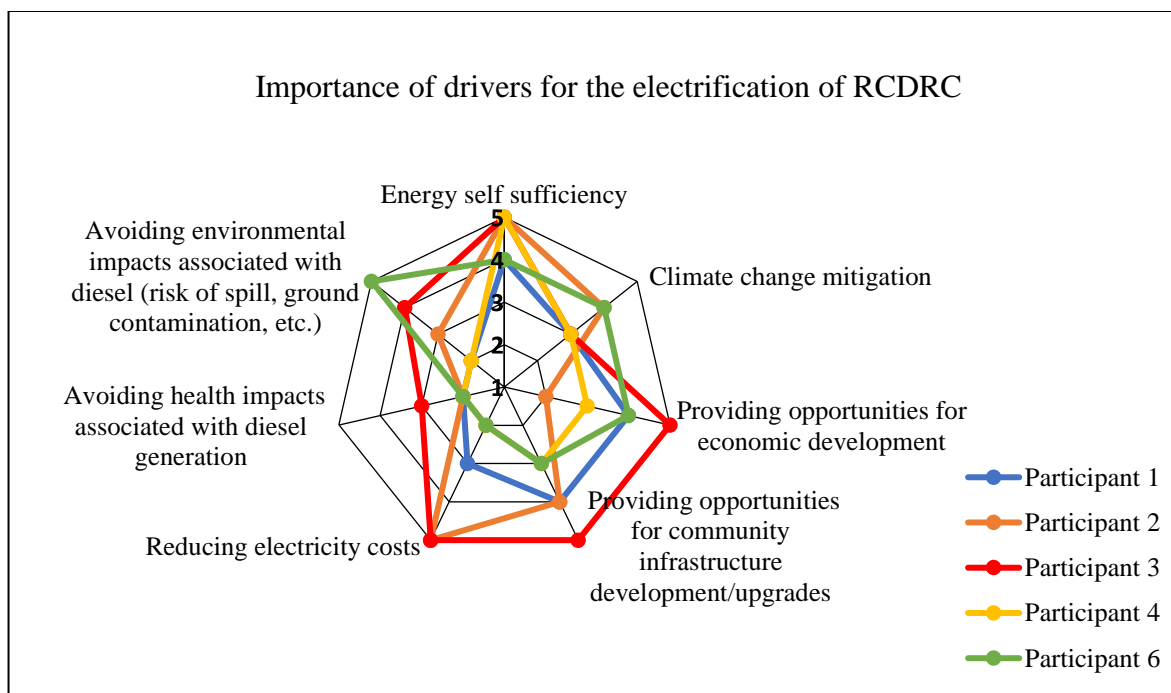 Importance of drivers for the electrification of RCDRC
Energy self sufficiency
Avoiding environmental
impacts associated with
diesel (risk of spill, ground
contamination, etc.)
Climate change mitigation
5
4
3
2
1
Avoiding health impacts
associated with diesel
generation
Providing opportunities for
economic development
Reducing electricity costs
Providing opportunities
for community
infrastructure
development/upgrades
Participant 1
Participant 2
Participant 3
Participant 4
Participant 6